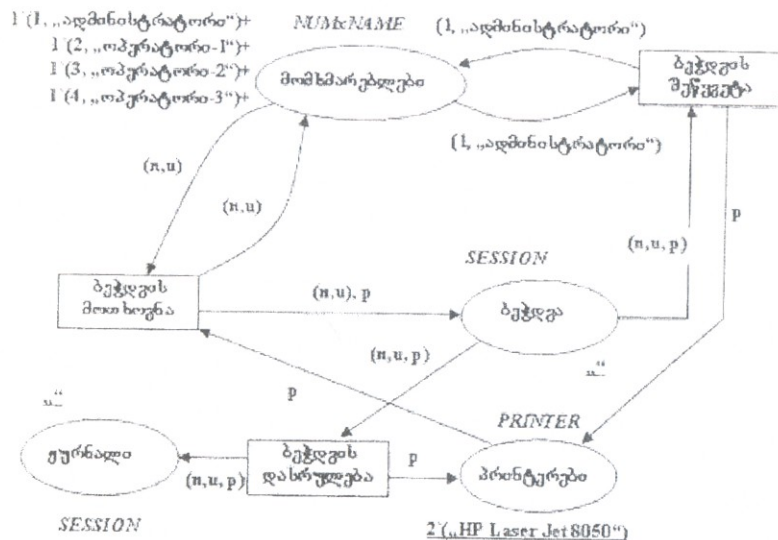 1`(1, „ადმინისტრატორი“)+
1`(2, „ოპერატორი-1“)+
1`(3, „ოპერატორი-2“)+
1`(4, „ოპერატორი-3“)+
NUMxNAME
მომხმარებლები
(1, „ადმინისტრატორი“)
ბეჭდვის
შეწყვეტა
(1, „ადმინისტრატორი“)
(n,u)
(n,u)
p
(n,u,p)
SESSION
ბეჭდვის
მოთხოვნა
(n,u), p
ბეჭდვა
(n,u,p)
„“
p
„“
PRINTER
ჟურნალი
(n,u,p)
ბეჭდვის
დასრულება
p
პრინტერები
SESSION
2`(„HP Laser Jet 8050“)